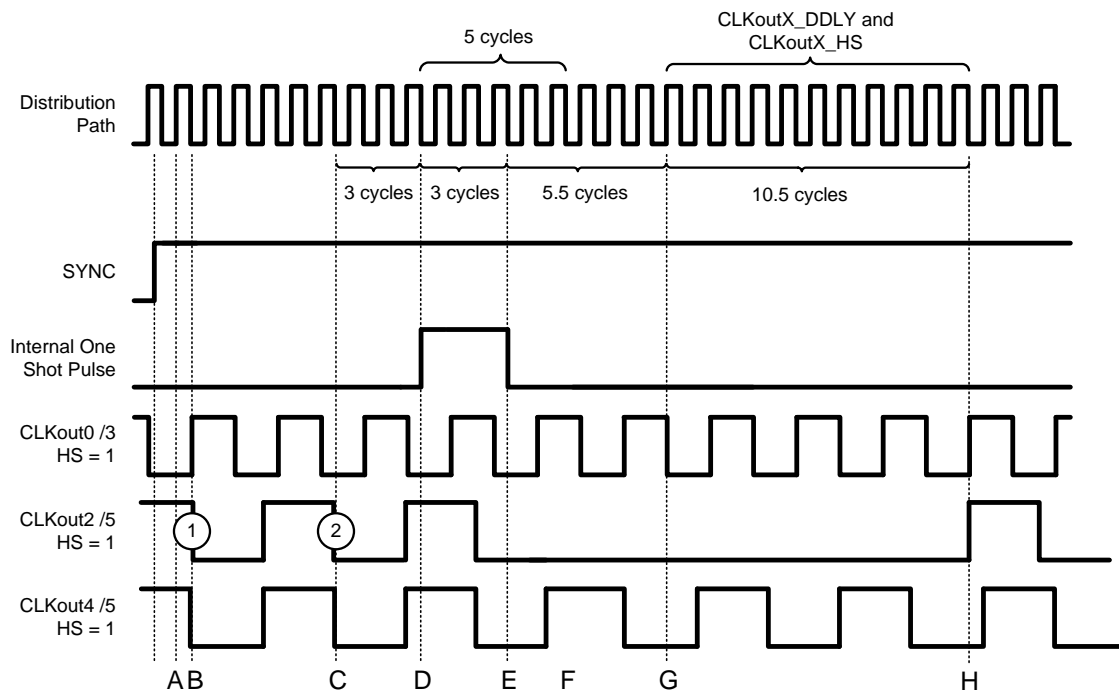 CLKoutX_DDLY and
CLKoutX_HS
5 cycles
Distribution
Path
3 cycles
3 cycles
5.5 cycles
10.5 cycles
SYNC
Internal One
Shot Pulse
CLKout0 /3
HS = 1
CLKout2 /5
HS = 1
1
2
CLKout4 /5
HS = 1
A
B
C
D
E
F
G
H